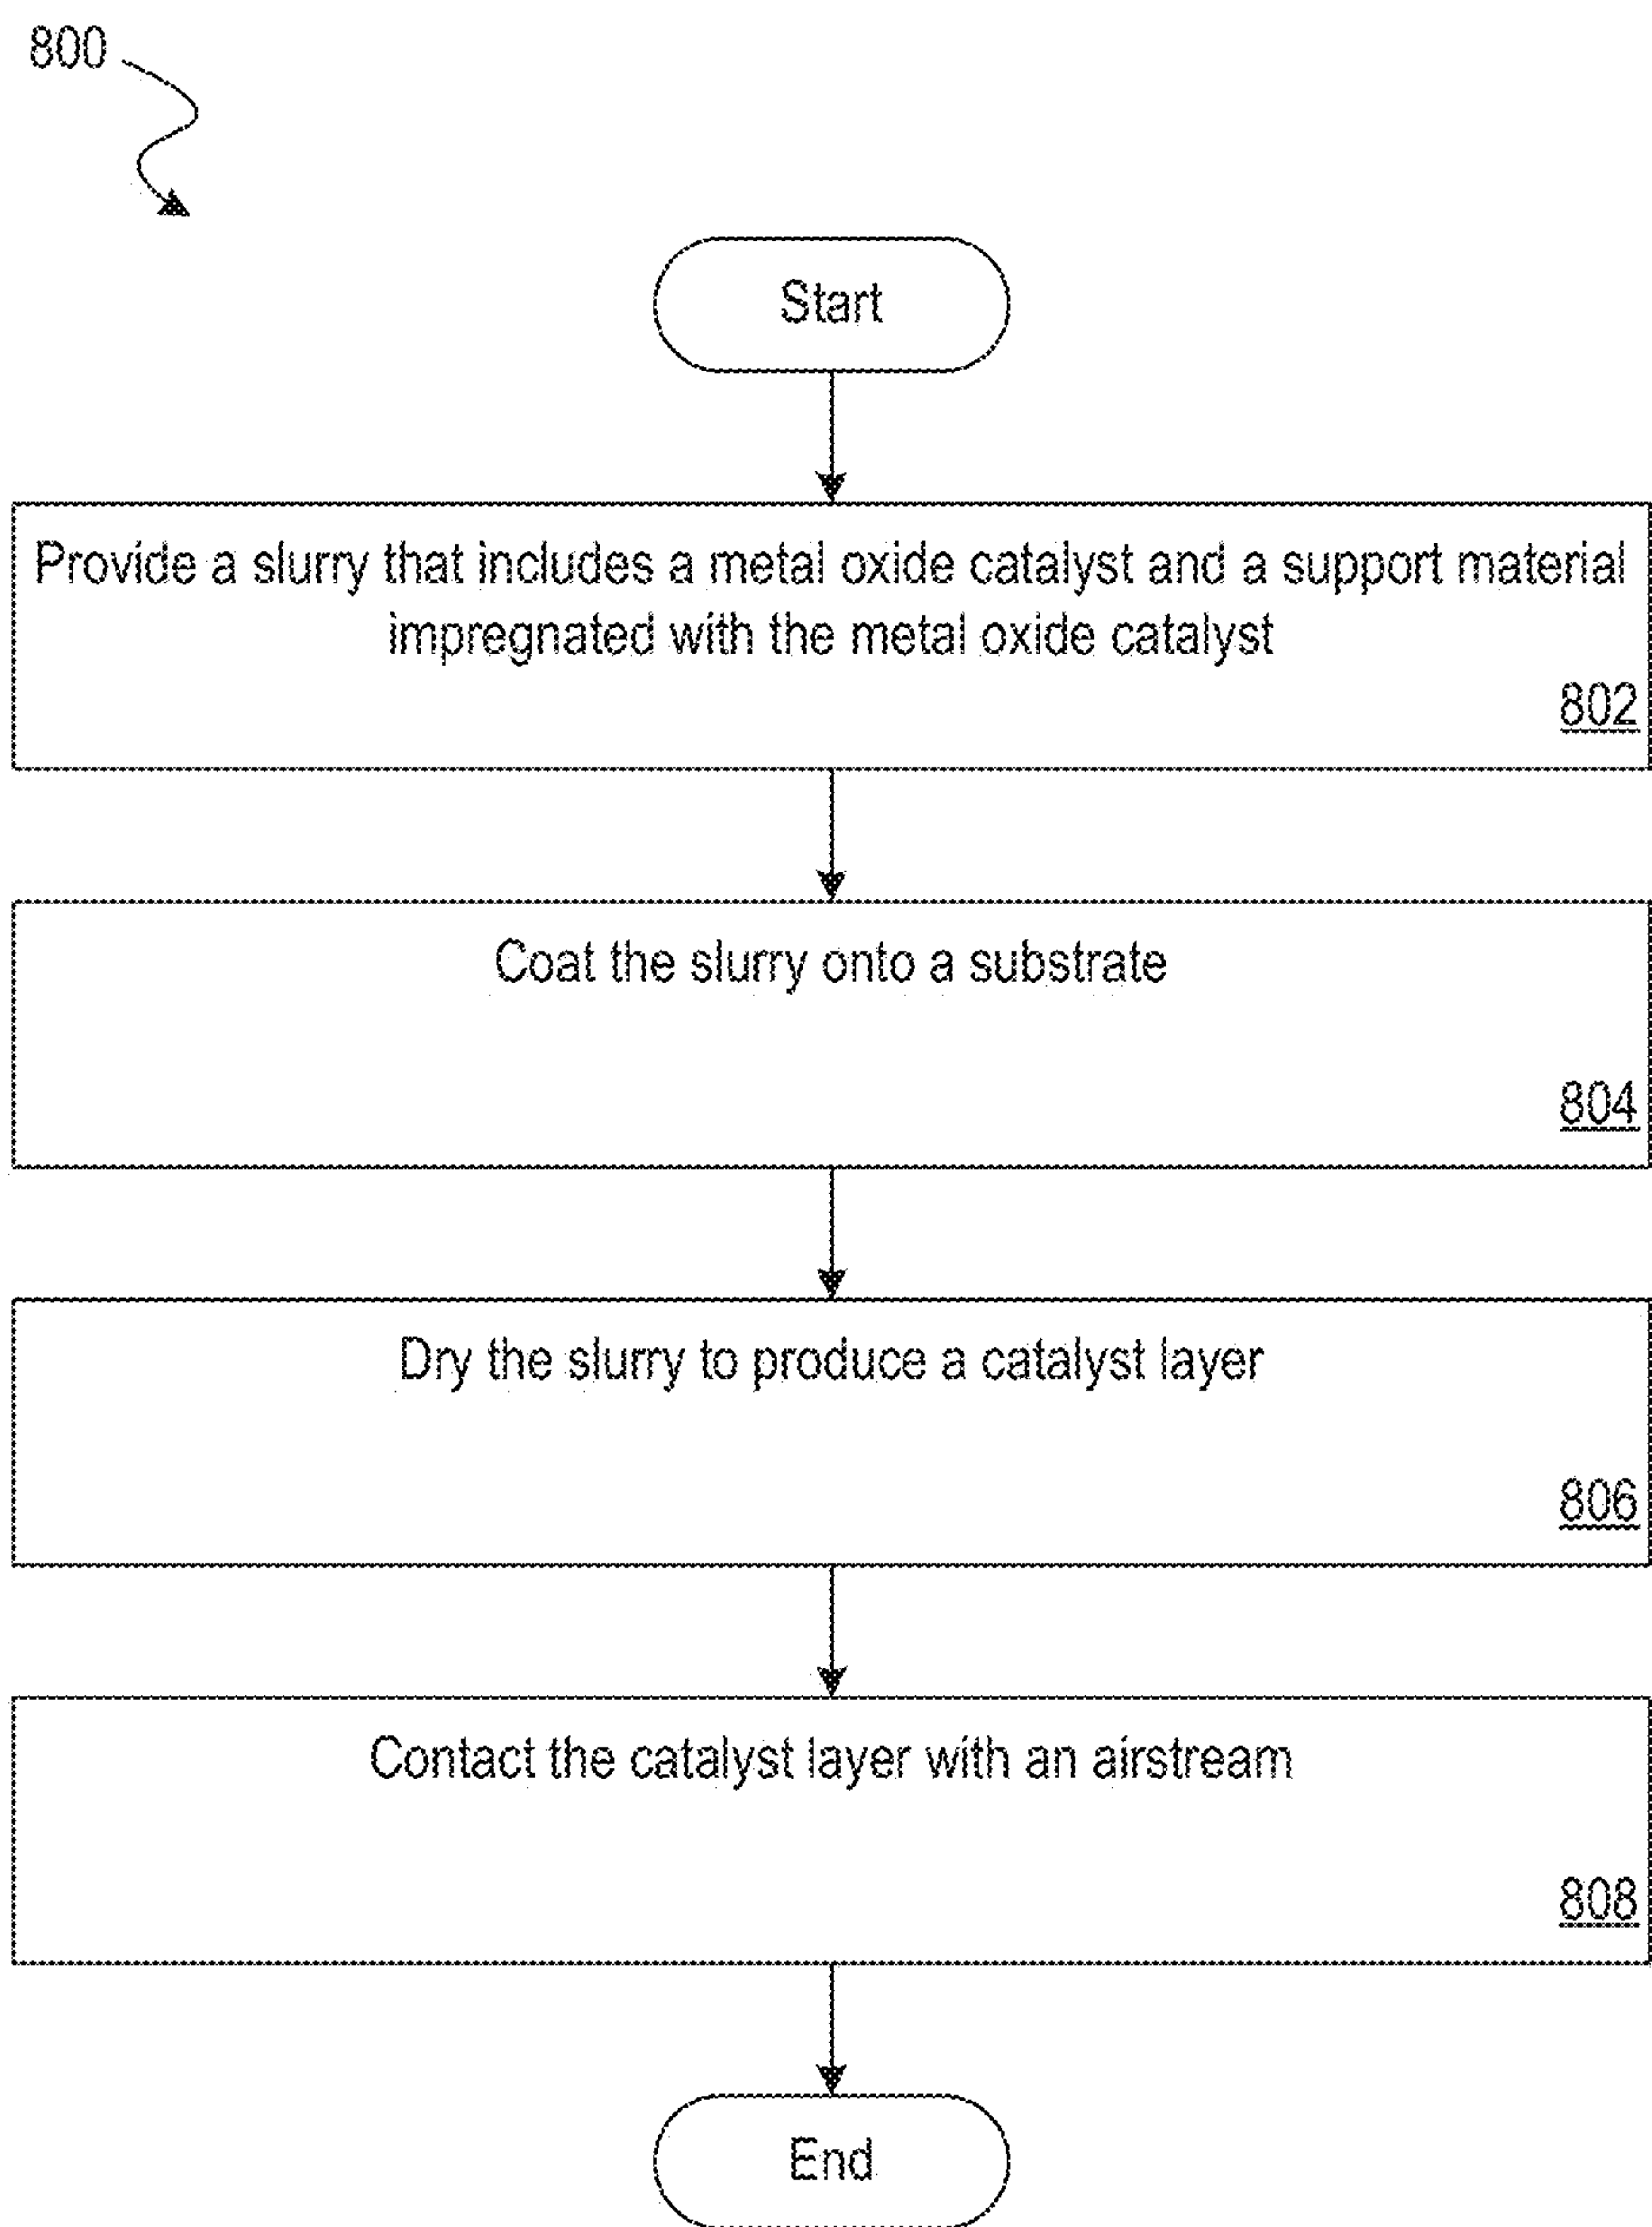 800
Start
Provide a slurry that includes a metal oxide catalyst and a support material
impregnated with the metal oxide catalyst
802
Coat the slurry onto a substrate
804
Dry the slurry to produce a catalyst layer
806
Contact the catalyst layer with an airstream
808
End